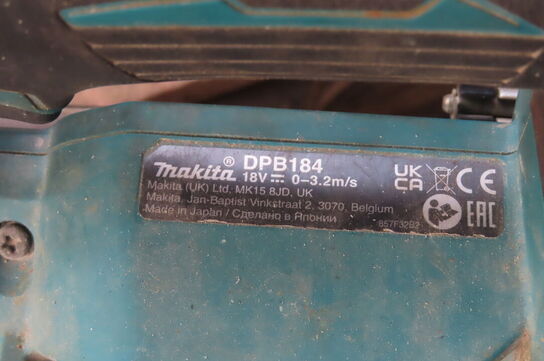 makita® DPB184
18V 0-3.2m/s
Makita (UK) Ltd. MK15 8JD, UK
Makita, Jan-Baptist Vinkstraat 2, 3070, Belgium
Made in Japan / Сделано в Японии
857F32B2
UK CA CE
EAC